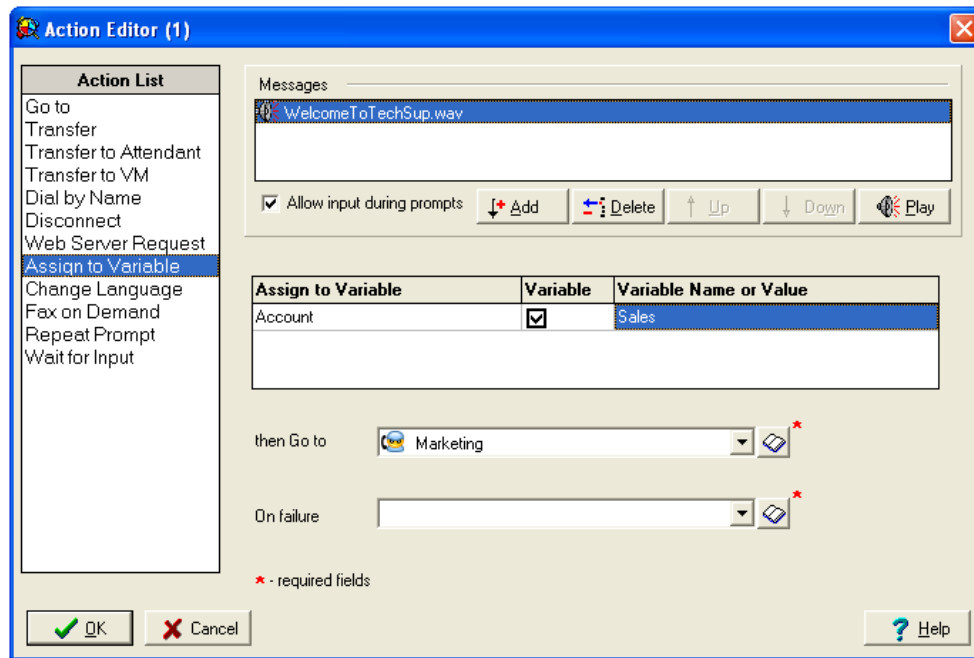 Action Editor (1)
Action List
Go to
Transfer
Transfer to Attendant
Transfer to VM
Dial by Name
Disconnect
Web Server Request
Assign to Variable
Change Language
Fax on Demand
Repeat Prompt
Wait for Input
Messages
WelcomeToTechSup.wav
Allow input during prompts
Add
Delete
Up
Down
Play
Assign to Variable Variable Variable Name or Value
Account Sales
then Go to Marketing *
On failure *
* - required fields
OK
Cancel
? Help